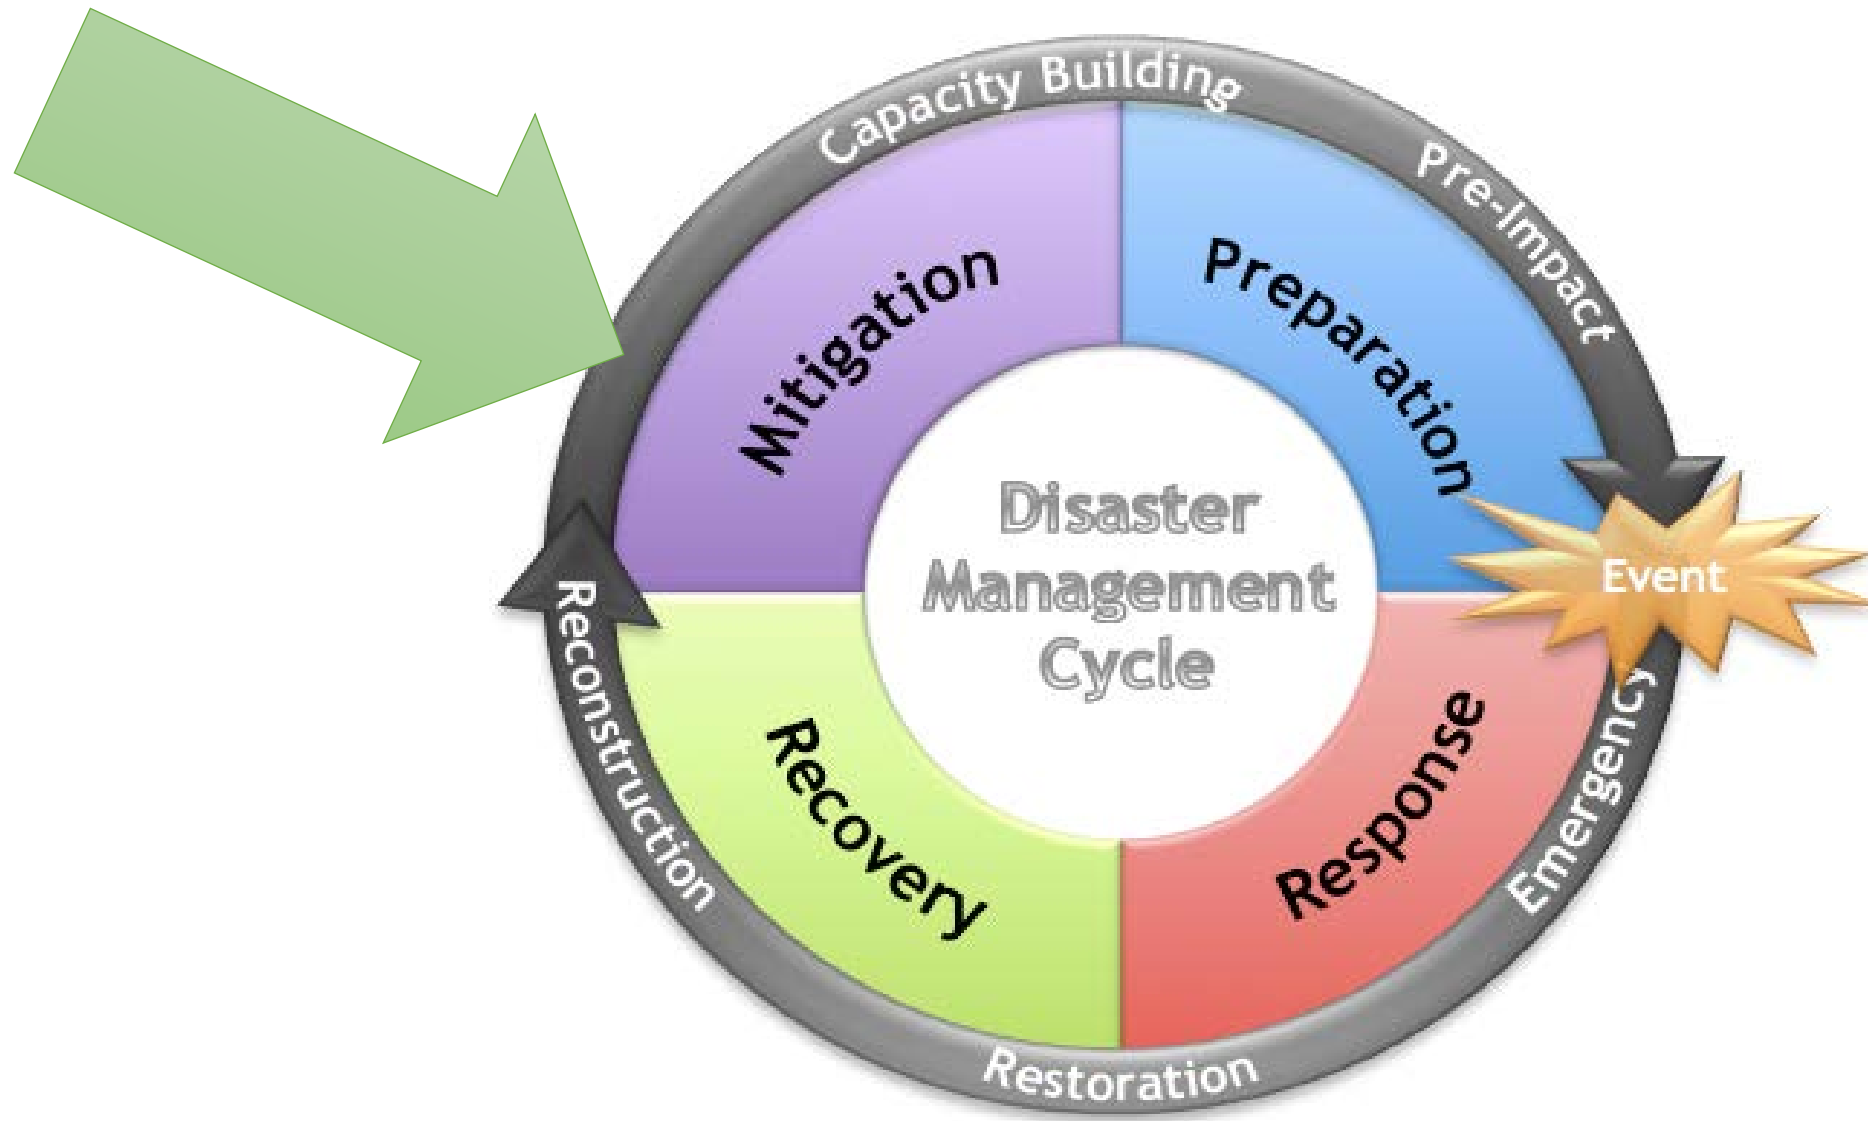 Capacity Building
Pre-Impact
Mitigation
Preparation
Disaster
Management
Cycle
Event
Reconstruction
Recovery
Response
Emergency
Restoration